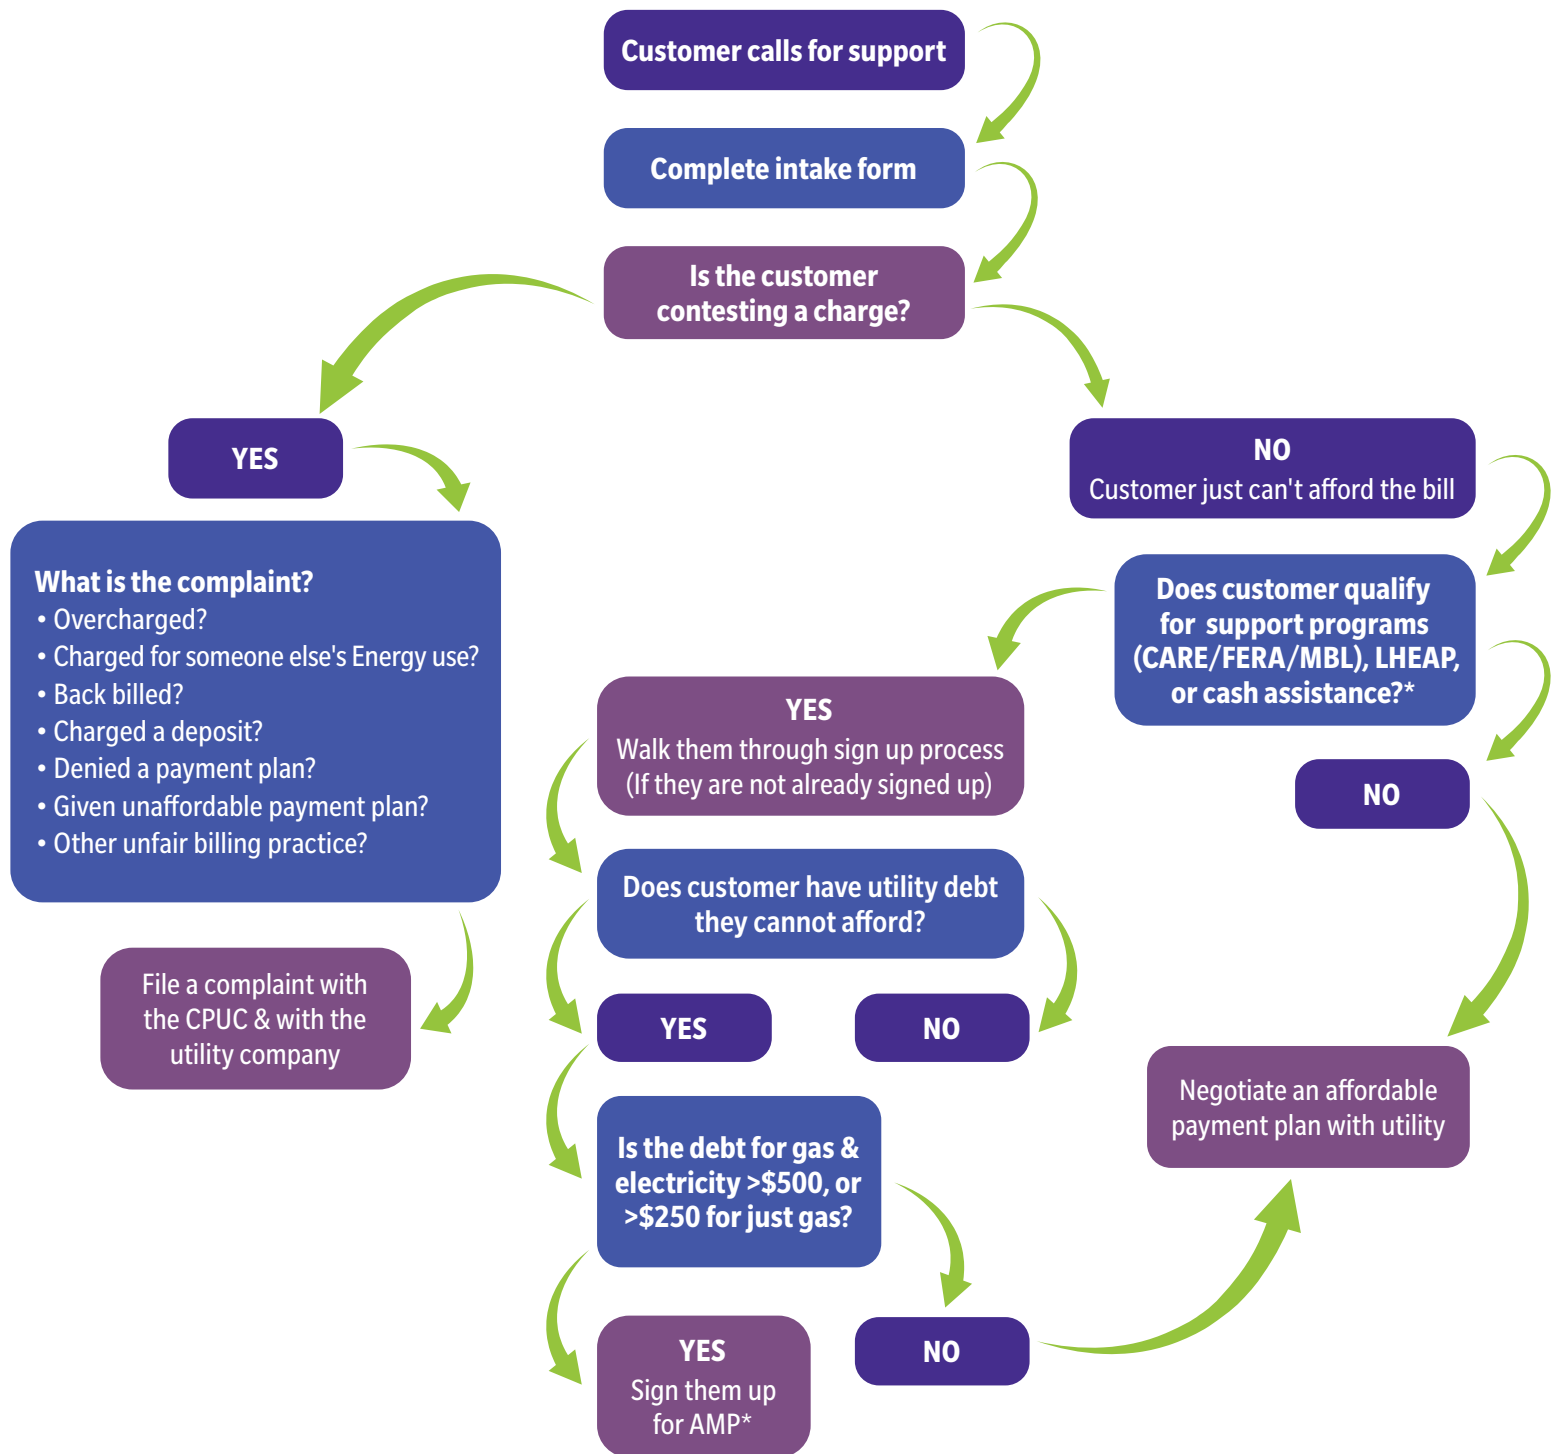 Customer calls for support
Complete intake form
Is the customer
contesting a charge?
YES
NO
Customer just can't afford the bill
What is the complaint?
• Overcharged?
• Charged for someone else's Energy use?
• Back billed?
• Charged a deposit?
• Denied a payment plan?
• Given unaffordable payment plan?
• Other unfair billing practice?
File a complaint with
the CPUC & with the
utility company
Does customer qualify
for support programs
(CARE/FERA/MBL), LHEAP,
or cash assistance?*
YES
Walk them through sign up process
(If they are not already signed up)
NO
Does customer have utility debt
they cannot afford?
YES
NO
Negotiate an affordable
payment plan with utility
Is the debt for gas &
electricity >$500, or
>$250 for just gas?
YES
Sign them up
for AMP*
NO